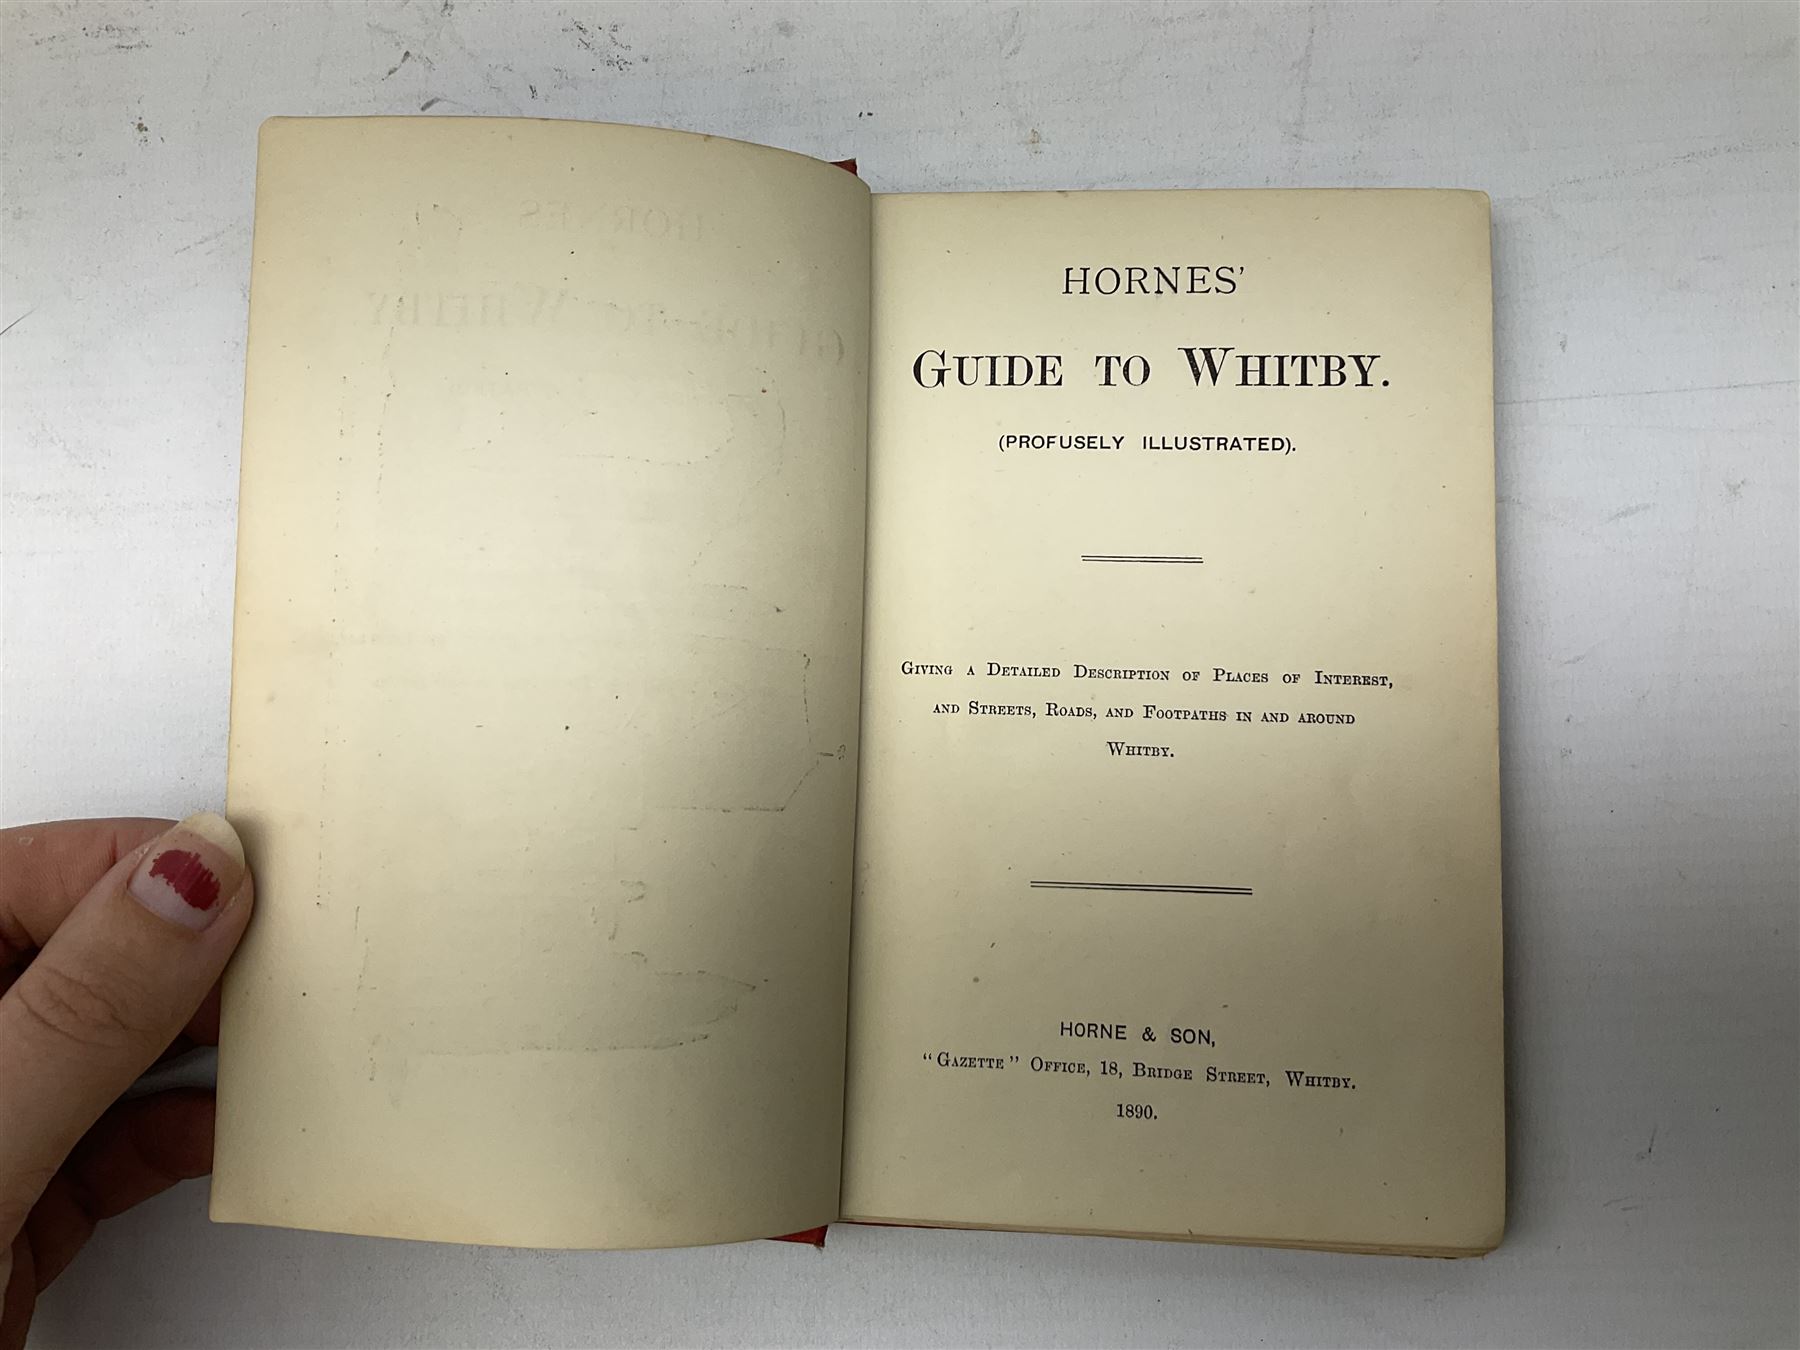 HORNES'
GUIDE TO WHITBY.
(PROFUSELY ILLUSTRATED).
GIVING A DETAILED DESCRIPTION OF PLACES OF INTEREST,
AND STREETS, ROADS, AND FOOTPATHS IN AND AROUND
WHITBY.
HORNE & SON,
"GAZETTE" OFFICE, 18, BRIDGE STREET, WHITBY.
1890.